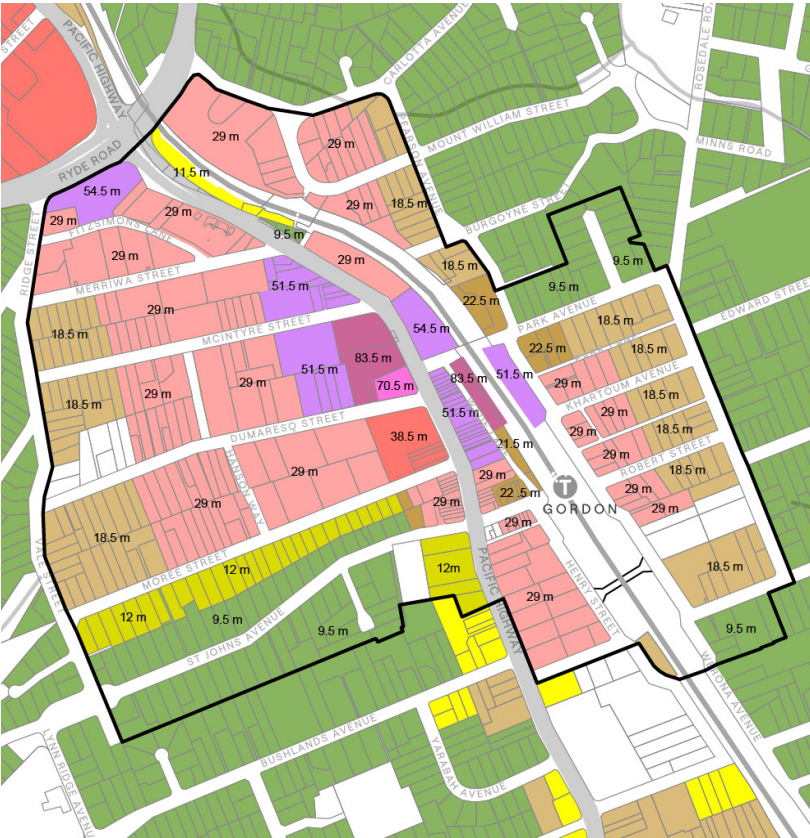 STREET
PACIFIC HIGHWAY
CARLOTTA AVENUE
ROSEDALE ROAD
MOUNT WILLIAM STREET
PEARSON AVENUE
29 m
29 m
MINNS ROAD
RYDE ROAD
11.5 m
54.5 m
29 m
29 m
29 m
18.5 m
BURGOYNE STREET
RIDGE STREET
FITZSIMONS LANE
9.5 m
29 m
29 m
18.5 m
9.5 m
MERRIWA STREET
51.5 m
9.5 m
22.5 m
29 m
54.5 m
PARK AVENUE
18.5 m
EDWARD STREET
18.5 m
MCINTYRE STREET
22.5 m
18.5 m
83.5 m
51.5 m
83.5 m
51.5 m
29 m
70.5 m
29 m
KHARTOUM AVENUE
18.5 m
29 m
18.5 m
51.5 m
29 m
DUMARESQ STREET
38.5 m
29 m
18.5 m
21.5 m
29 m
ROBERT STREET
HANSON WAY
29 m
29 m
18.5 m
T
29 m
29 m
22.5 m
29 m
GORDON
29 m
29 m
18.5 m
MOREE STREET
12 m
12m
PACIFIC HIGHWAY
HENRY STREET
18.5 m
VALE STREET
29 m
12 m
9.5 m
9.5 m
9.5 m
ST JOHNS AVENUE
WERONA AVENUE
BUSHLANDS AVENUE
LYNN RIDGE AVENUE
YARABAH AVENUE